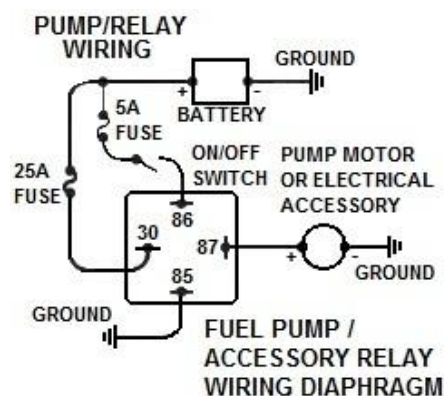 PUMP/RELAY
WIRING
GROUND
+
-
5A
FUSE
BATTERY
25A
FUSE
ON/OFF
SWITCH
PUMP MOTOR
OR ELECTRICAL
ACCESSORY
86
30
87
85
+
-
GROUND
GROUND
FUEL PUMP /
ACCESSORY RELAY
WIRING DIAPHRAGM